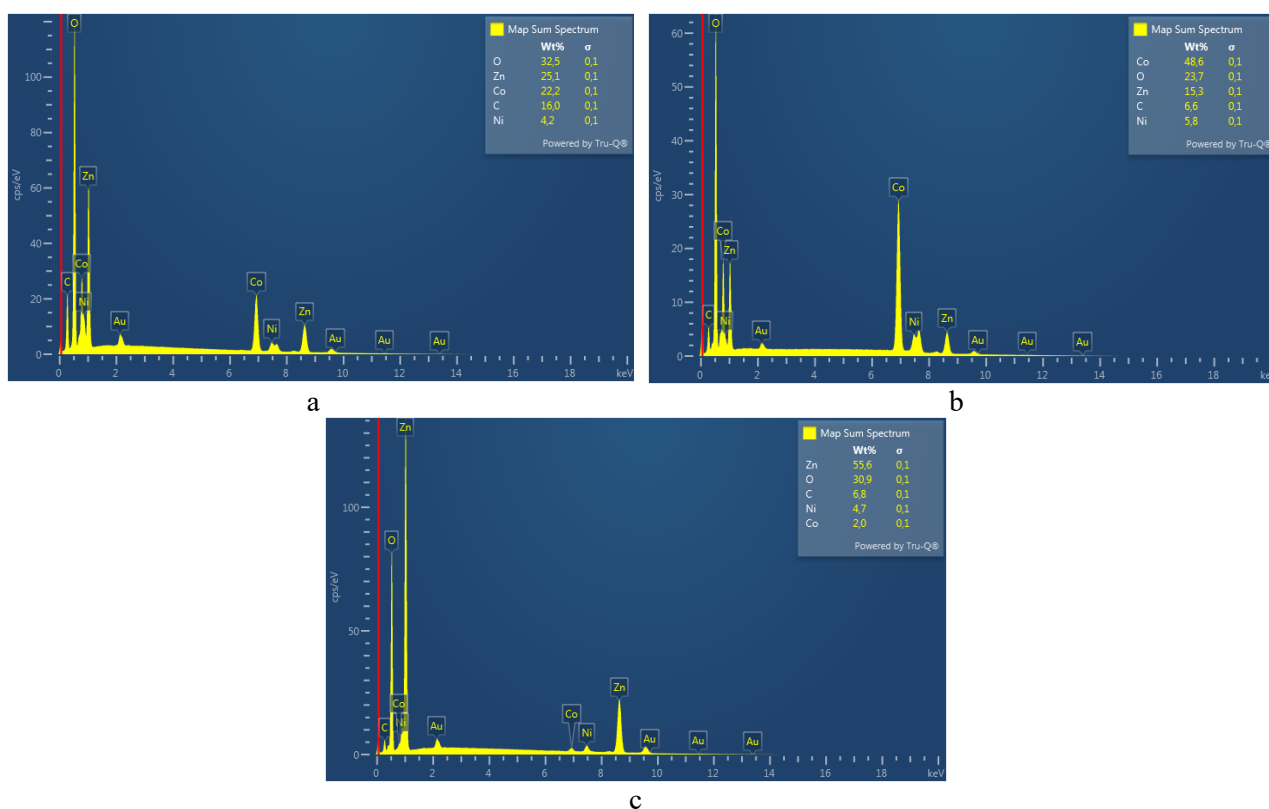 Map Sum Spectrum
Wt% σ
O 32,5 0,1
Zn 25,1 0,1
Co 22,2 0,1
C 16,0 0,1
Ni 4,2 0,1
Powered by Tru-Q®
cps/eV
100
80
60
40
20
0
O
Zn
Co
C
Ni
Au
Co
Ni
Zn
Au
Au
Au
0 2 4 6 8 10 12 14 16 18 keV
a
Map Sum Spectrum
Wt% σ
Co 48,6 0,1
O 23,7 0,1
Zn 15,3 0,1
C 6,6 0,1
Ni 5,8 0,1
Powered by Tru-Q®
cps/eV
60
50
40
30
20
10
0
O
Co
Zn
C
Ni
Au
Co
Ni
Zn
Au
Au
Au
0 2 4 6 8 10 12 14 16 18 ke
b
Map Sum Spectrum
Wt% σ
Zn 55,6 0,1
O 30,9 0,1
C 6,8 0,1
Ni 4,7 0,1
Co 2,0 0,1
Powered by Tru-Q®
cps/eV
100
50
0
Zn
O
Co
Ni
C
Au
Co
Ni
Zn
Au
Au
Au
0 2 4 6 8 10 12 14 16 18 keV
c